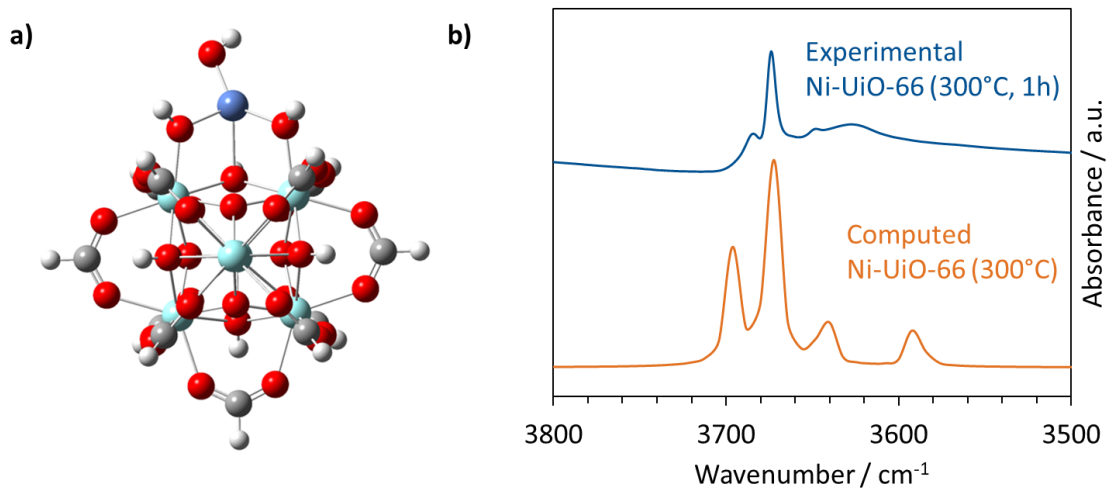 a)
b)
Experimental
Ni-UiO-66 (300°C, 1h)
Computed
Ni-UiO-66 (300°C)
Absorbance / a.u.
3800
3700
3600
3500
Wavenumber / cm⁻¹